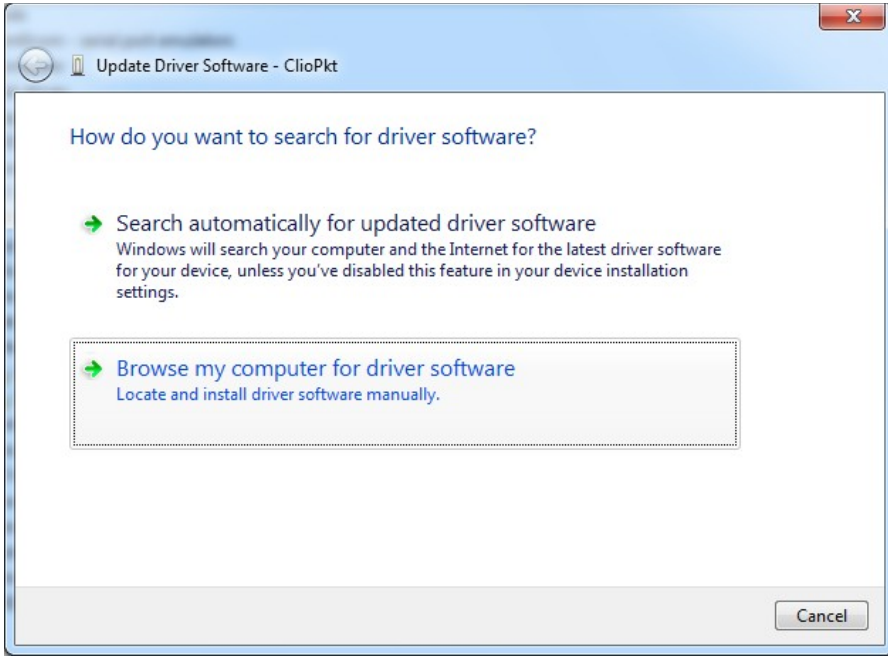 Update Driver Software - ClioPkt
How do you want to search for driver software?
Search automatically for updated driver software
Windows will search your computer and the Internet for the latest driver software
for your device, unless you've disabled this feature in your device installation
settings.
Browse my computer for driver software
Locate and install driver software manually.
Cancel